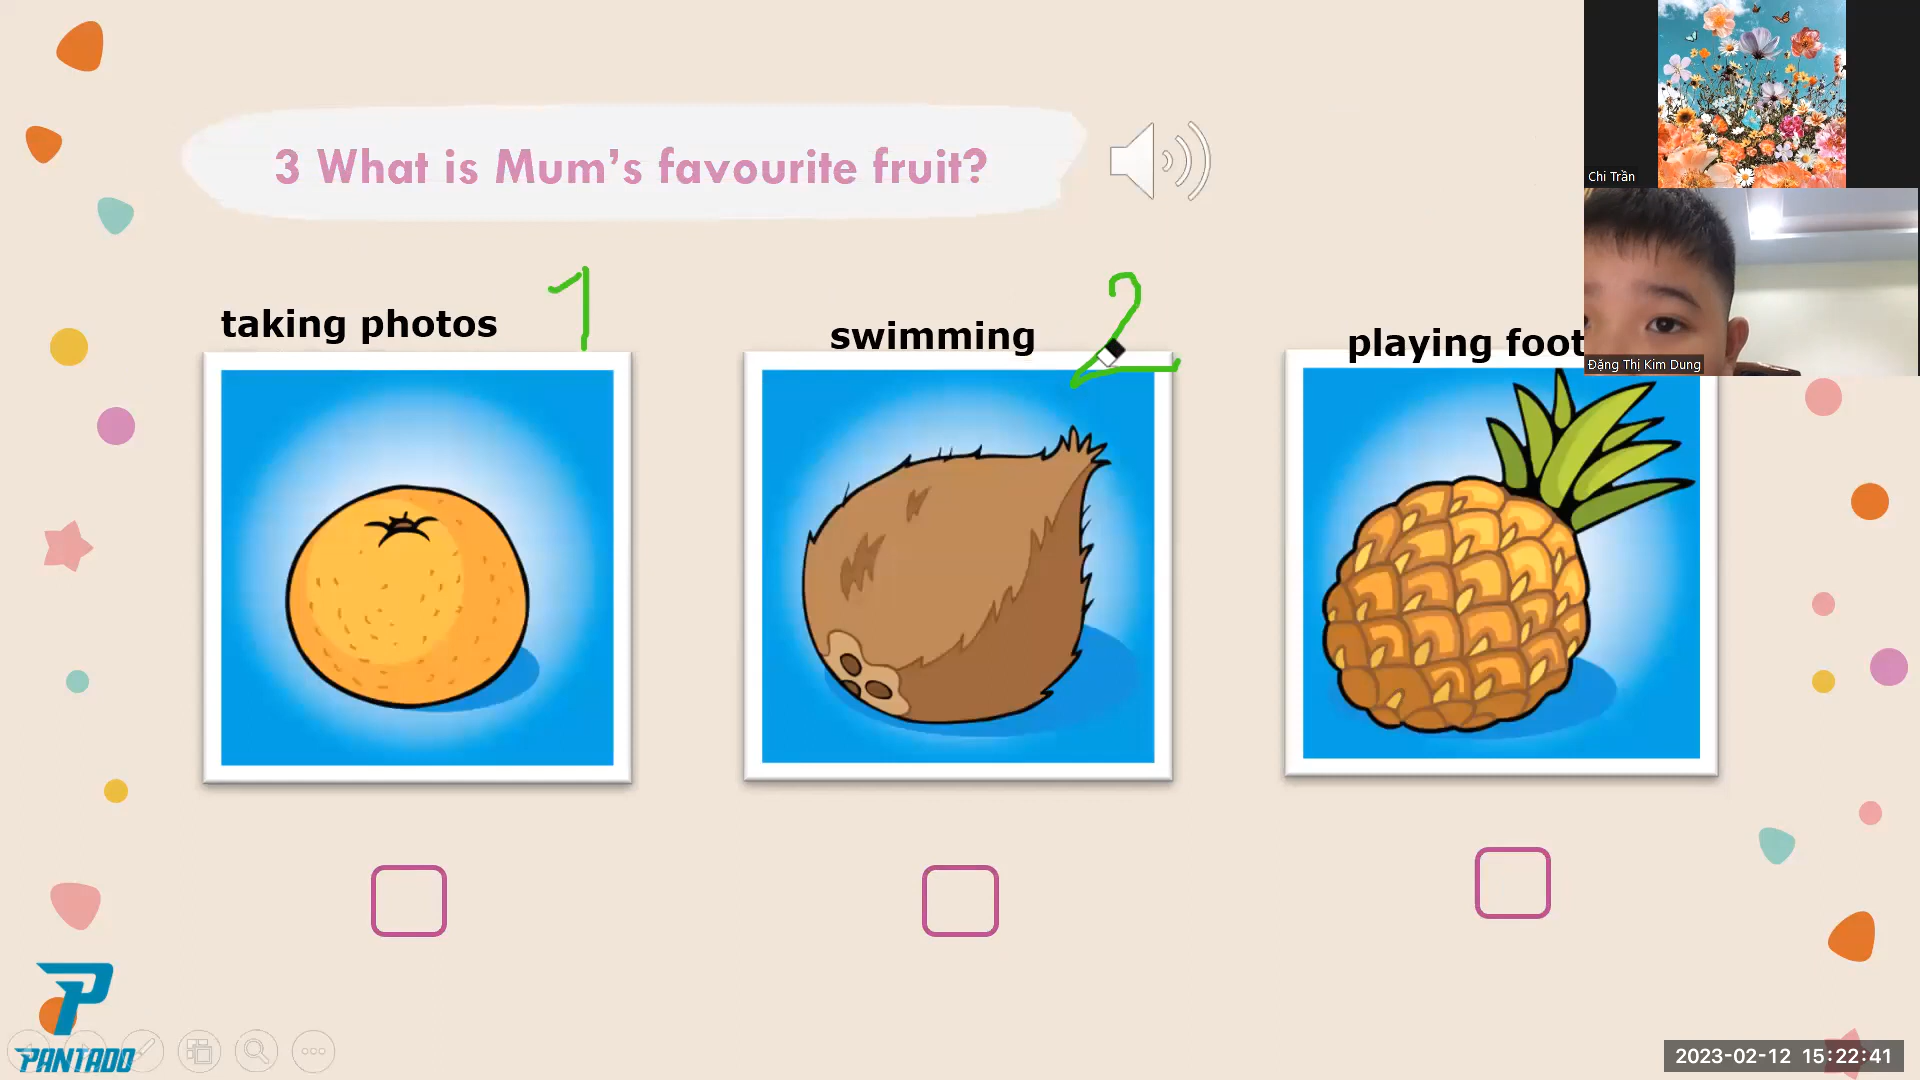 3 What is Mum's favourite fruit?
taking photos 1
swimming 2
playing foot
Chi Trần
Đặng Thị Kim Dung
PANTADO
2023-02-12 15:22:41